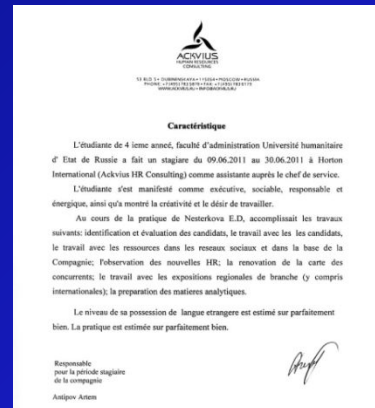 ACKVIUS
HUMAN RESOURCES
CONSULTING
Caractéristique
L'étudiante de 4 ieme anncé, faculté d'administration Université humanitaire
d' Etat de Russie a fait un stagiare du 09.06.2011 au 30.06.2011 à Horton
International (Ackvius HR Consulting) comme assistante auprès le chef de service.
L'étudiante s'est manifesté comme exécutive, sociable, responsable et
énergique, ainsi qu'a montré la créativité et le désir de travailler.
Au cours de la pratique de Nesterkova E.D, accomplisait les travaux
suivants: identification et évaluation des candidats, le travail avec les les candidats,
le travail avec les ressources dans les reseaux sociaux et dans la base de la
Compagnie; l'observation des nouvelles HR; la renovation de la carte des
concurrents; le travail avec les expositions regionales de branche (y compris
internationales); la preparation des matieres analytiques.
Le niveau de sa possession de langue etrangere est estimé sur parfaitement
bien. La pratique est estimée sur parfaitement bien.
Responsable
pour la période stagiaire
de la compagnie
Antipov Artem